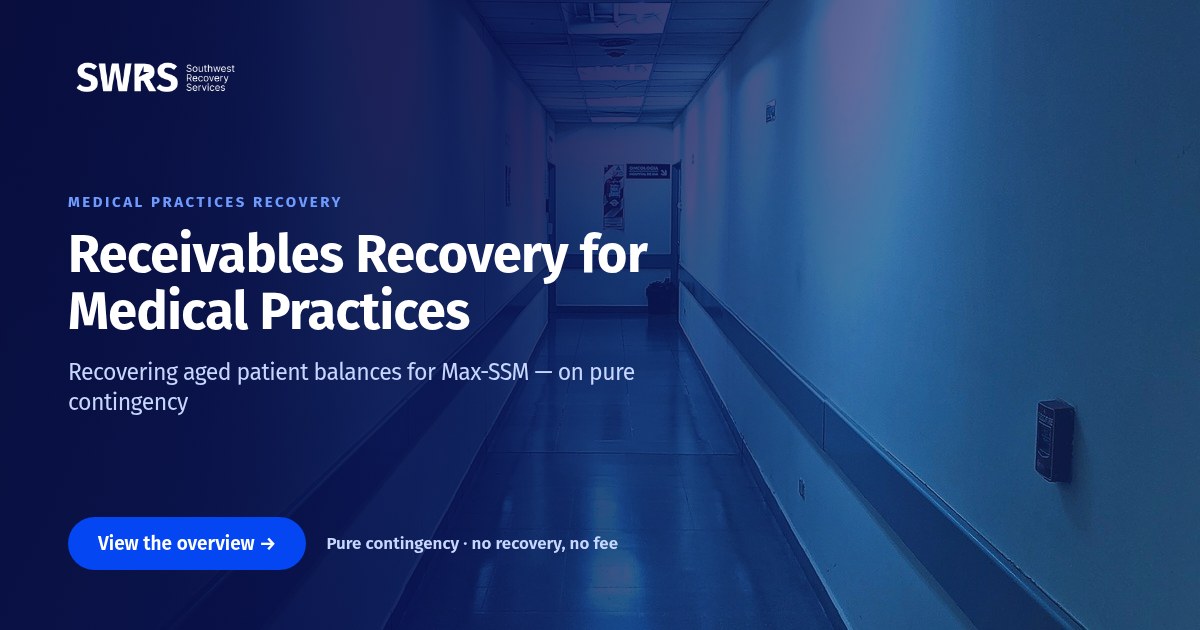 SWRS
Southwest
Recovery
Services
MEDICAL PRACTICES RECOVERY
Receivables Recovery for
Medical Practices
Recovering aged patient balances for Max-SSM — on pure
contingency
View the overview →
Pure contingency · no recovery, no fee